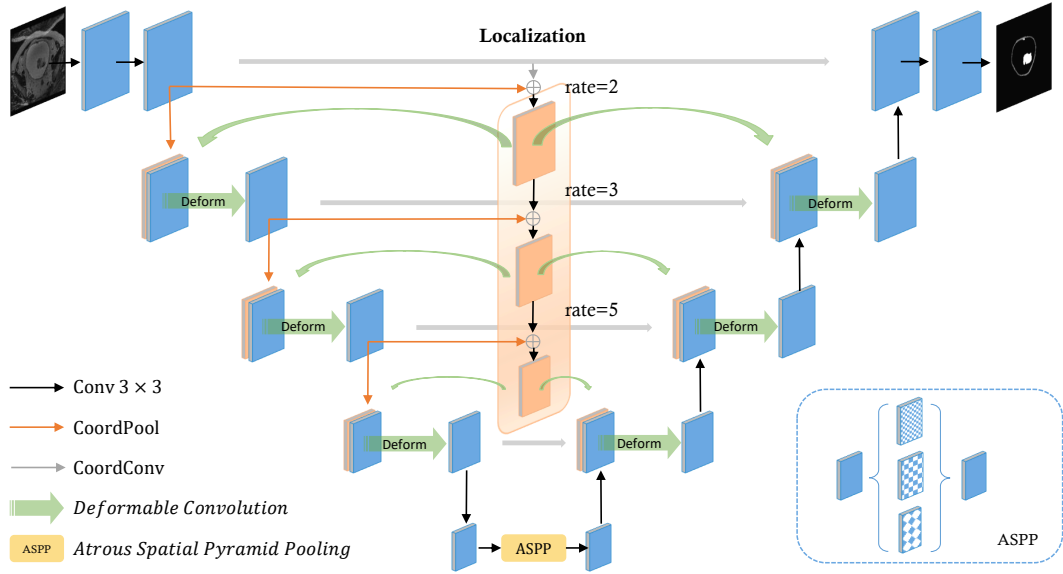 Localization
rate=2
rate=3
Deform
Deform
rate=5
Deform
Deform
Conv 3 × 3
CoordPool
Deform
Deform
CoordConv
Deformable Convolution
ASPP
Atrous Spatial Pyramid Pooling
ASPP
ASPP